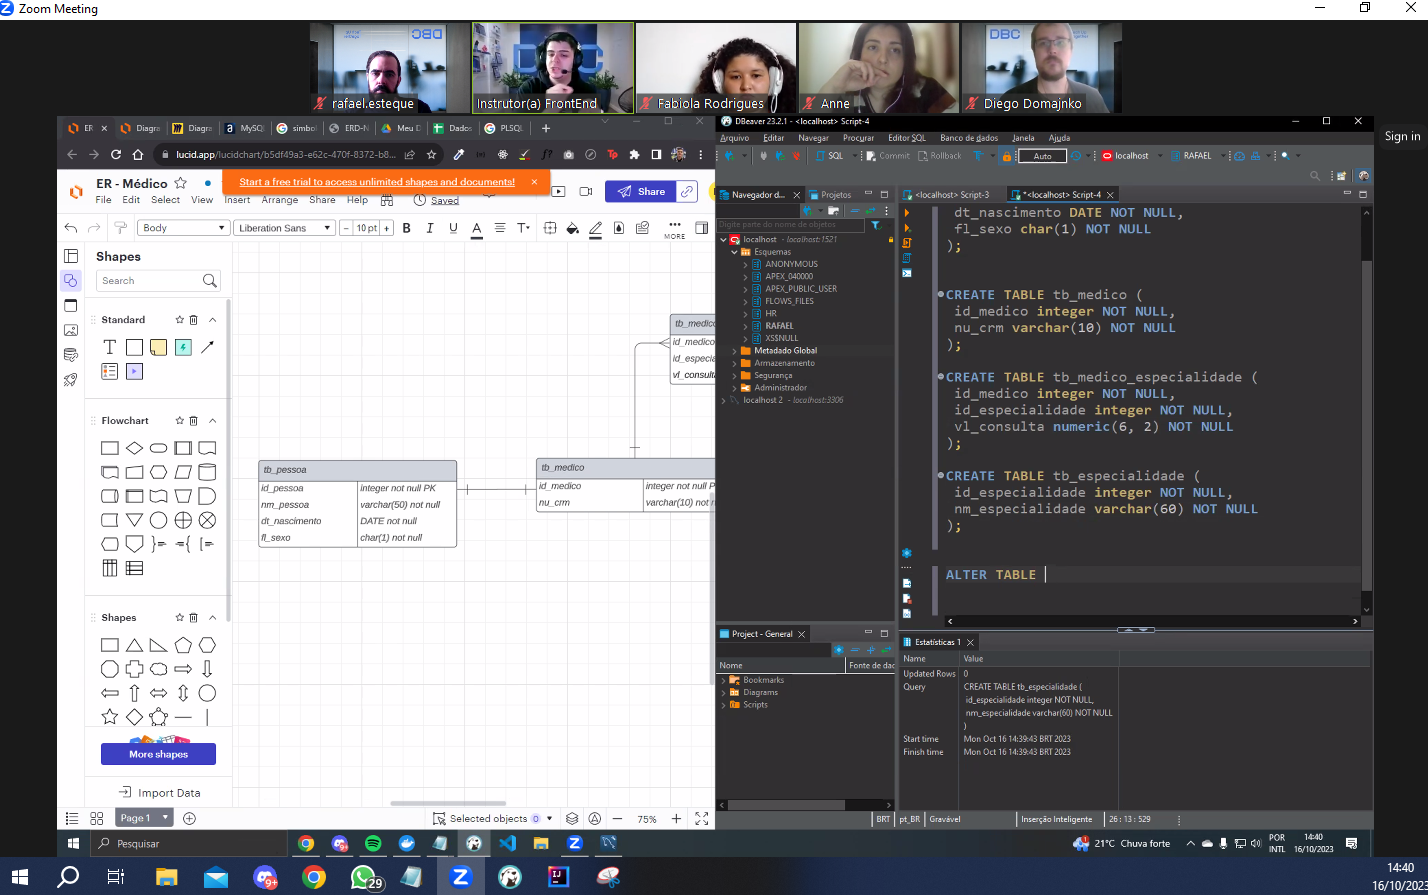 Zoom Meeting
DBC
DBC
rafael.esteque
Instrutor(a) FrontEnd
Fabiola Rodrigues
Anne
Diego Domajnko
Sign in
ER
Diagra
Diagra
MySQL
simbol
ERD-N
Meu D
Dados
PLSQL
lucid.app/lucidchart/b5df49a3-e62c-470f-8372-b8...
ER - Médico
Start a free trial to access unlimited shapes and documents!
Share
File Edit Select View Insert Arrange Share Help
Saved
Body
Liberation Sans
10 pt
B I U A T
MORE
Shapes
Search
Standard
Flowchart
Shapes
More shapes
Import Data
tb_pessoa
id_pessoa integer not null PK
nm_pessoa varchar(50) not null
dt_nascimento DATE not null
fl_sexo char(1) not null
tb_medico
id_medico integer not null P
nu_crm varchar(10) not n
tb_medico
id_medico
id_especia
vl_consulta
Page 1
Selected objects 0
75%
DBeaver 23.2.1 - <localhost> Script-4
Arquivo Editar Navegar Procurar Editor SQL Banco de dados Janela Ajuda
SQL
Commit
Rollback
Auto
localhost
RAFAEL
Navegador d...
Projetos
Digite parte do nome do objeto
localhost - localhost:1521
Esquemas
ANONYMOUS
APEX_040000
APEX_PUBLIC_USER
FLOWS_FILES
HR
RAFAEL
XSSNULL
Metadado Global
Armazenamento
Segurança
Administrador
localhost 2 - localhost:3306
Project - General
Nome
Fonte de dad
Bookmarks
Diagrams
Scripts
<localhost> Script-3
*<localhost> Script-4
dt_nascimento DATE NOT NULL,
fl_sexo char(1) NOT NULL
);
CREATE TABLE tb_medico (
id_medico integer NOT NULL,
nu_crm varchar(10) NOT NULL
);
CREATE TABLE tb_medico_especialidade (
id_medico integer NOT NULL,
id_especialidade integer NOT NULL,
vl_consulta numeric(6, 2) NOT NULL
);
CREATE TABLE tb_especialidade (
id_especialidade integer NOT NULL,
nm_especialidade varchar(60) NOT NULL
);
ALTER TABLE
Estatísticas 1
Name Value
Updated Rows 0
Query CREATE TABLE tb_especialidade (
id_especialidade integer NOT NULL,
nm_especialidade varchar(60) NOT NULL
)
Start time Mon Oct 16 14:39:43 BRT 2023
Finish time Mon Oct 16 14:39:43 BRT 2023
BRT
pt_BR
Gravável
Inserção Inteligente
26 : 13 : 529
Pesquisar
21°C Chuva forte
POR
INTL
14:40
16/10/2023
29
14:40
16/10/2023